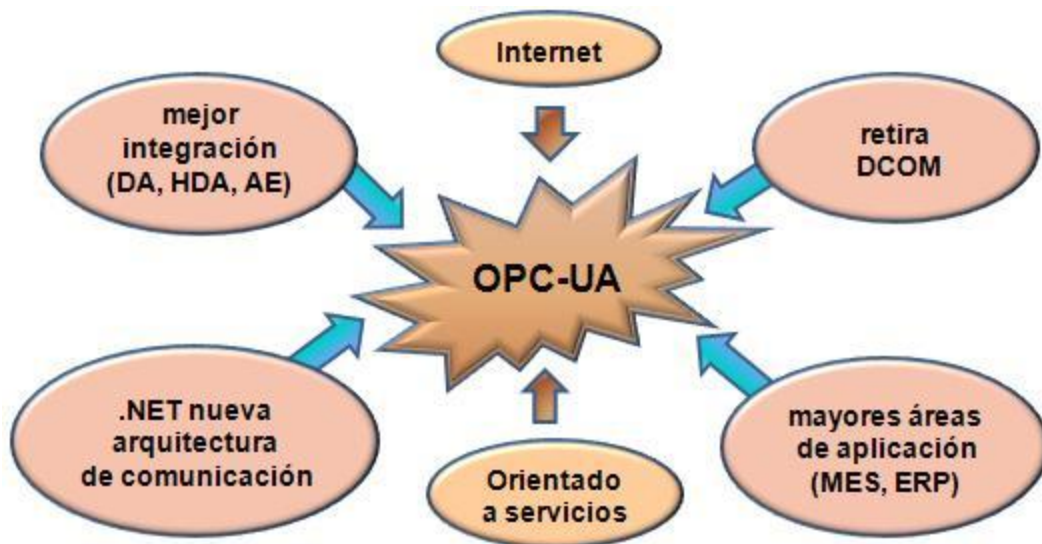 Internet
mejor
integración
(DA, HDA, AE)
retira
DCOM
OPC-UA
.NET nueva
arquitectura
de comunicación
Orientado
a servicios
mayores áreas
de aplicación
(MES, ERP)